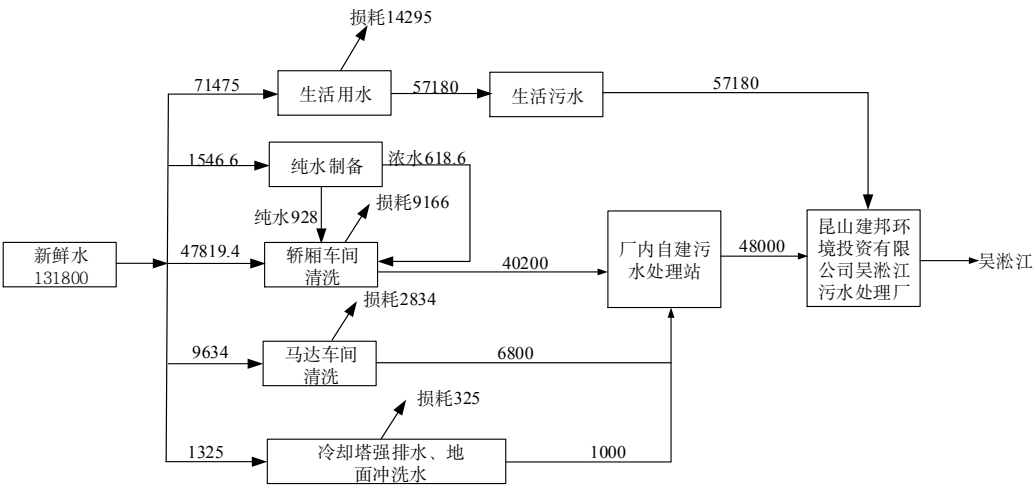 损耗14295
71475
生活用水
57180
生活污水
57180
1546.6
纯水制备
浓水618.6
纯水928
损耗9166
新鲜水
131800
47819.4
轿厢车间
清洗
40200
厂内自建污
水处理站
48000
昆山建邦环
境投资有限
公司吴淞江
污水处理厂
吴淞江
损耗2834
9634
马达车间
清洗
6800
损耗325
1325
冷却塔强排水、地
面冲洗水
1000